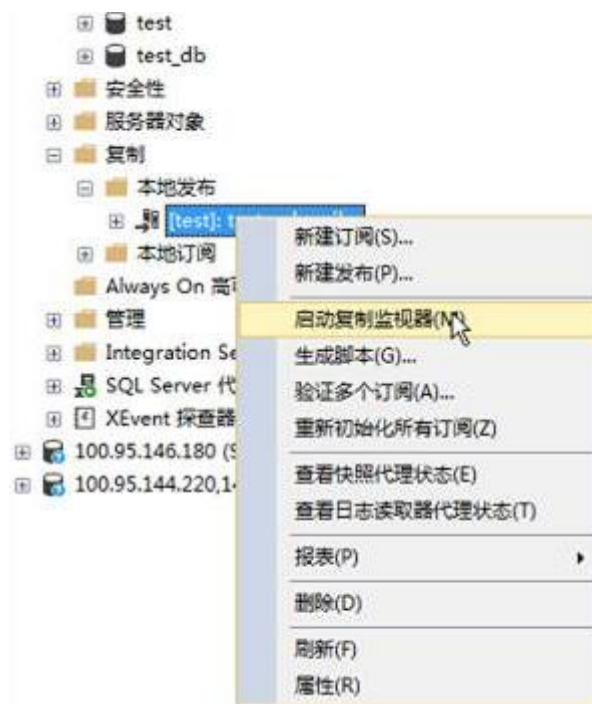 test
test_db
安全性
服务器对象
复制
本地发布
[test]:
本地订阅
Always On
管理
Integration
SQL Server
XEvent 探查器
100.95.146.180
100.95.144.220,1
新建订阅(S)...
新建发布(P)...
启动复制监视器(M)
生成脚本(G)...
验证多个订阅(A)...
重新初始化所有订阅(Z)
查看快照代理状态(E)
查看日志读取器代理状态(T)
报表(P)
删除(D)
刷新(F)
属性(R)